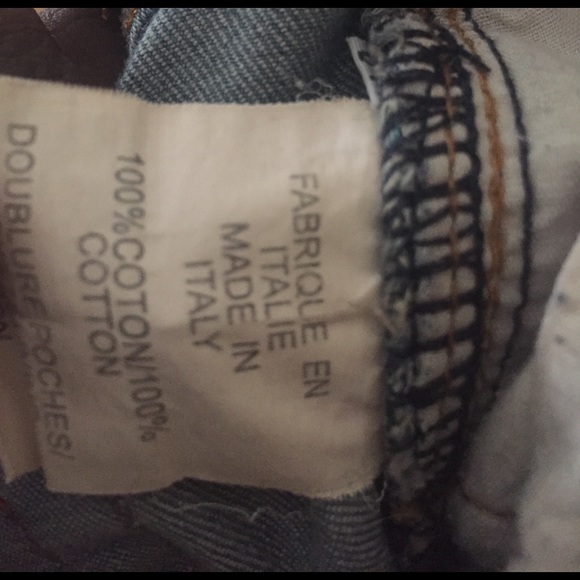 FABRIQUE EN
ITALIE
MADE IN
ITALY
100%COTON/100%
COTTON
DOUBLURE POCHES/